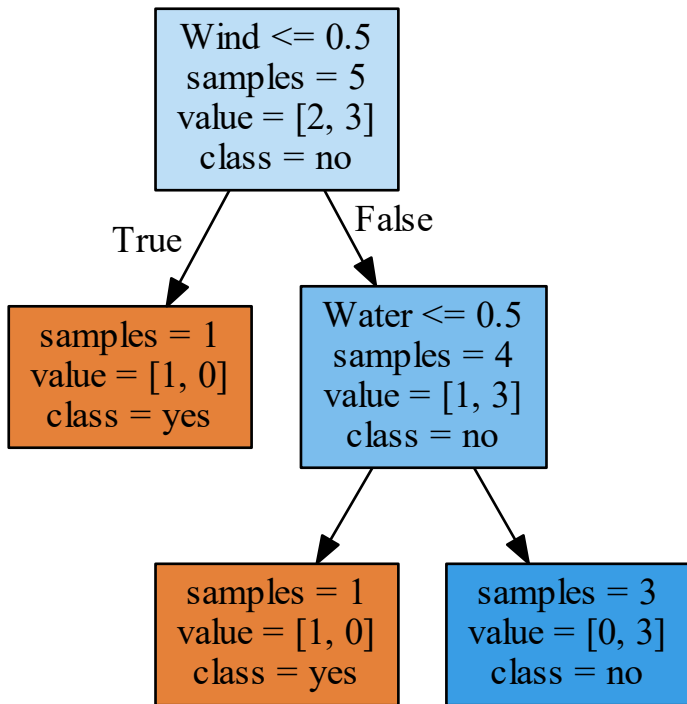 Wind <= 0.5
samples = 5
value = [2, 3]
class = no
True
False
samples = 1
value = [1, 0]
class = yes
Water <= 0.5
samples = 4
value = [1, 3]
class = no
samples = 1
value = [1, 0]
class = yes
samples = 3
value = [0, 3]
class = no